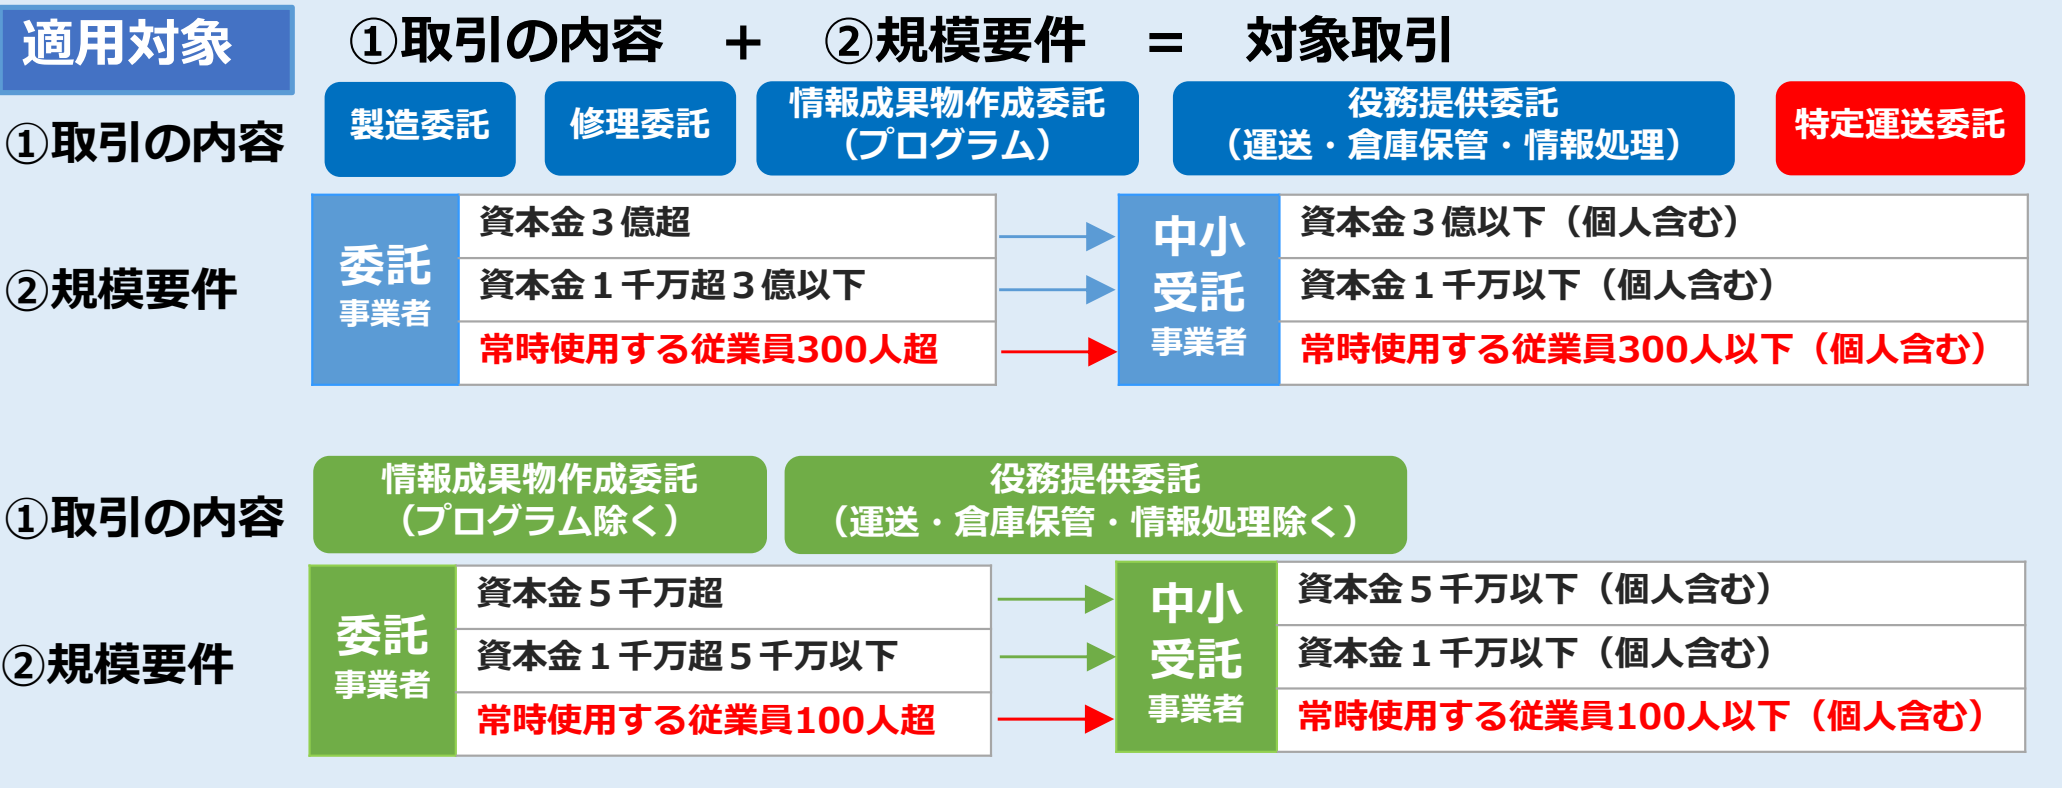 適用対象
①取引の内容 ＋ ②規模要件 ＝ 対象取引
①取引の内容
製造委託
修理委託
情報成果物作成委託
（プログラム）
役務提供委託
（運送・倉庫保管・情報処理）
特定運送委託
②規模要件
委託
事業者
資本金３億超
資本金１千万超３億以下
常時使用する従業員300人超
中小
受託
事業者
資本金３億以下（個人含む）
資本金１千万以下（個人含む）
常時使用する従業員300人以下（個人含む）
①取引の内容
情報成果物作成委託
（プログラム除く）
役務提供委託
（運送・倉庫保管・情報処理除く）
②規模要件
委託
事業者
資本金５千万超
資本金１千万超５千万以下
常時使用する従業員100人超
中小
受託
事業者
資本金５千万以下（個人含む）
資本金１千万以下（個人含む）
常時使用する従業員100人以下（個人含む）